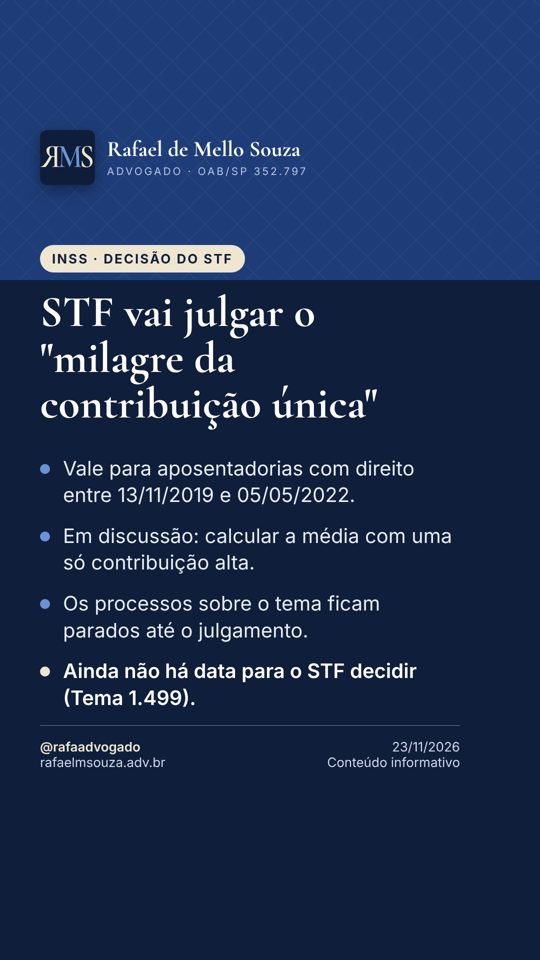 RMS
Rafael de Mello Souza
ADVOGADO · OAB/SP 352.797
INSS · DECISÃO DO STF
STF vai julgar o
"milagre da
contribuição única"
Vale para aposentadorias com direito
entre 13/11/2019 e 05/05/2022.
Em discussão: calcular a média com uma
só contribuição alta.
Os processos sobre o tema ficam
parados até o julgamento.
Ainda não há data para o STF decidir
(Tema 1.499).
@rafaadvogado
23/11/2026
rafaelmsouza.adv.br
Conteúdo informativo